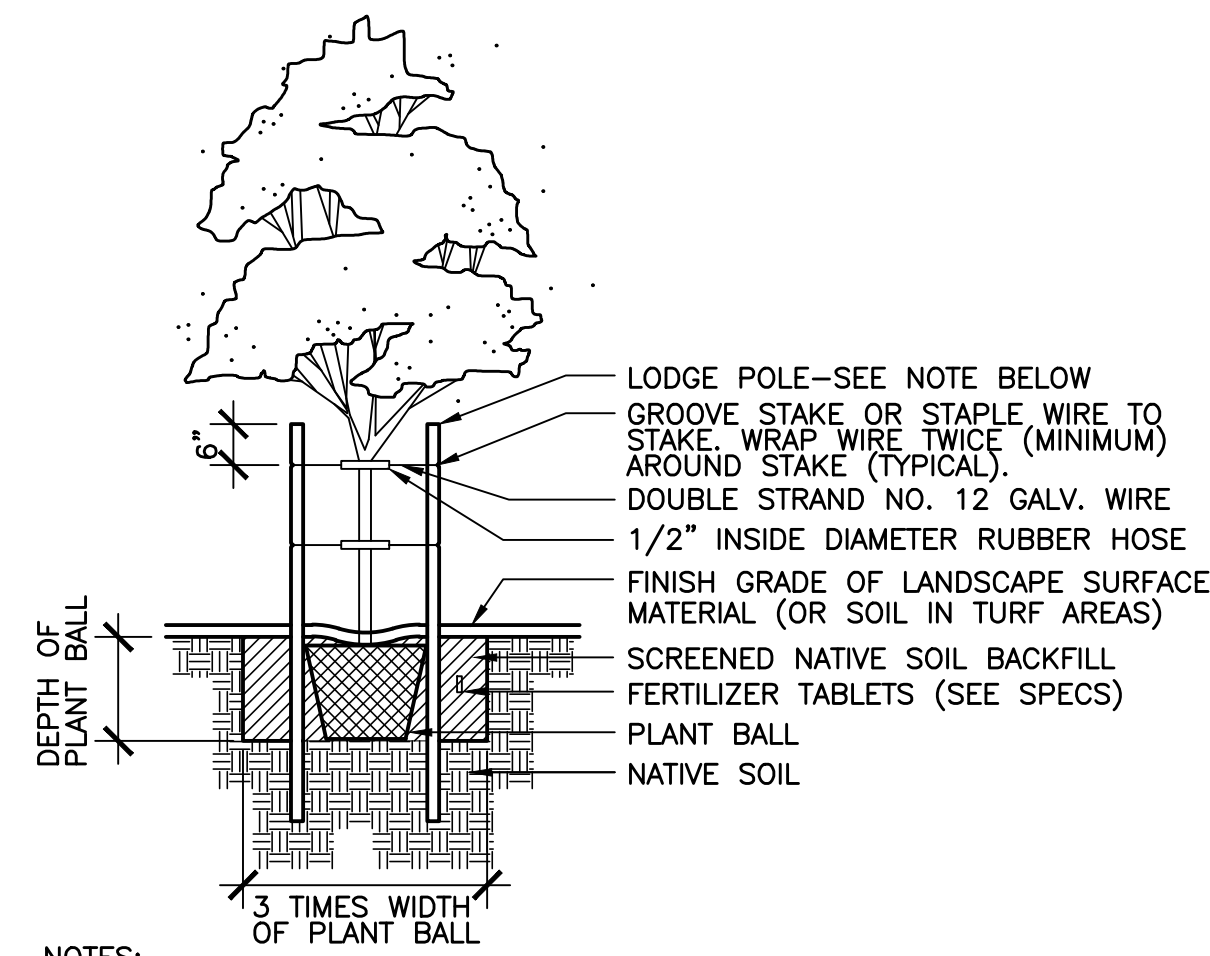 LODGE POLE-SEE NOTE BELOW
GROOVE STAKE OR STAPLE WIRE TO
STAKE. WRAP WIRE TWICE (MINIMUM)
AROUND STAKE (TYPICAL).
6"
DOUBLE STRAND NO. 12 GALV. WIRE
1/2" INSIDE DIAMETER RUBBER HOSE
FINISH GRADE OF LANDSCAPE SURFACE
MATERIAL (OR SOIL IN TURF AREAS)
DEPTH OF
PLANT BALL
SCREENED NATIVE SOIL BACKFILL
FERTILIZER TABLETS (SEE SPECS)
PLANT BALL
NATIVE SOIL
3 TIMES WIDTH
OF PLANT BALL
NOTES: